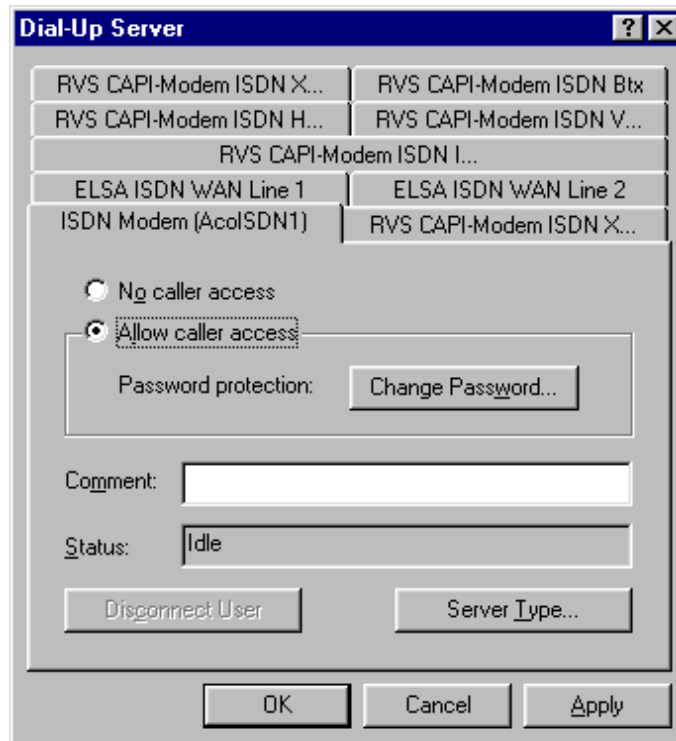 Dial-Up Server
RVS CAPI-Modem ISDN X... RVS CAPI-Modem ISDN Btx
RVS CAPI-Modem ISDN H... RVS CAPI-Modem ISDN V...
RVS CAPI-Modem ISDN I...
ELSA ISDN WAN Line 1 ELSA ISDN WAN Line 2
ISDN Modem (AcoISDN1) RVS CAPI-Modem ISDN X...
No caller access
Allow caller access
Password protection: Change Password...
Comment:
Status: Idle
Disconnect User Server Type...
OK Cancel Apply